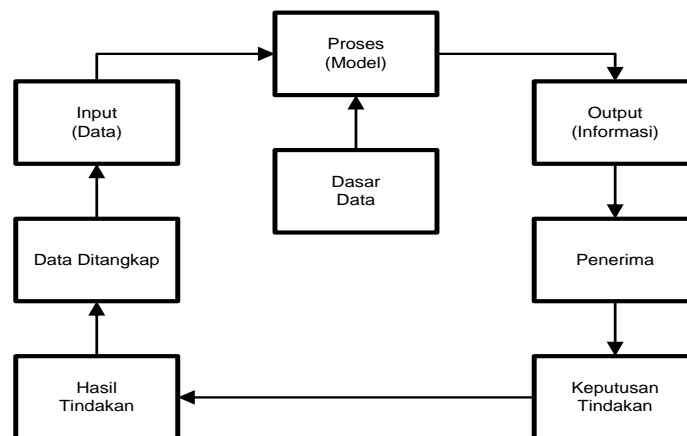 Proses
(Model)
Input
(Data)
Output
(Informasi)
Dasar
Data
Data Ditangkap
Penerima
Hasil
Tindakan
Keputusan
Tindakan